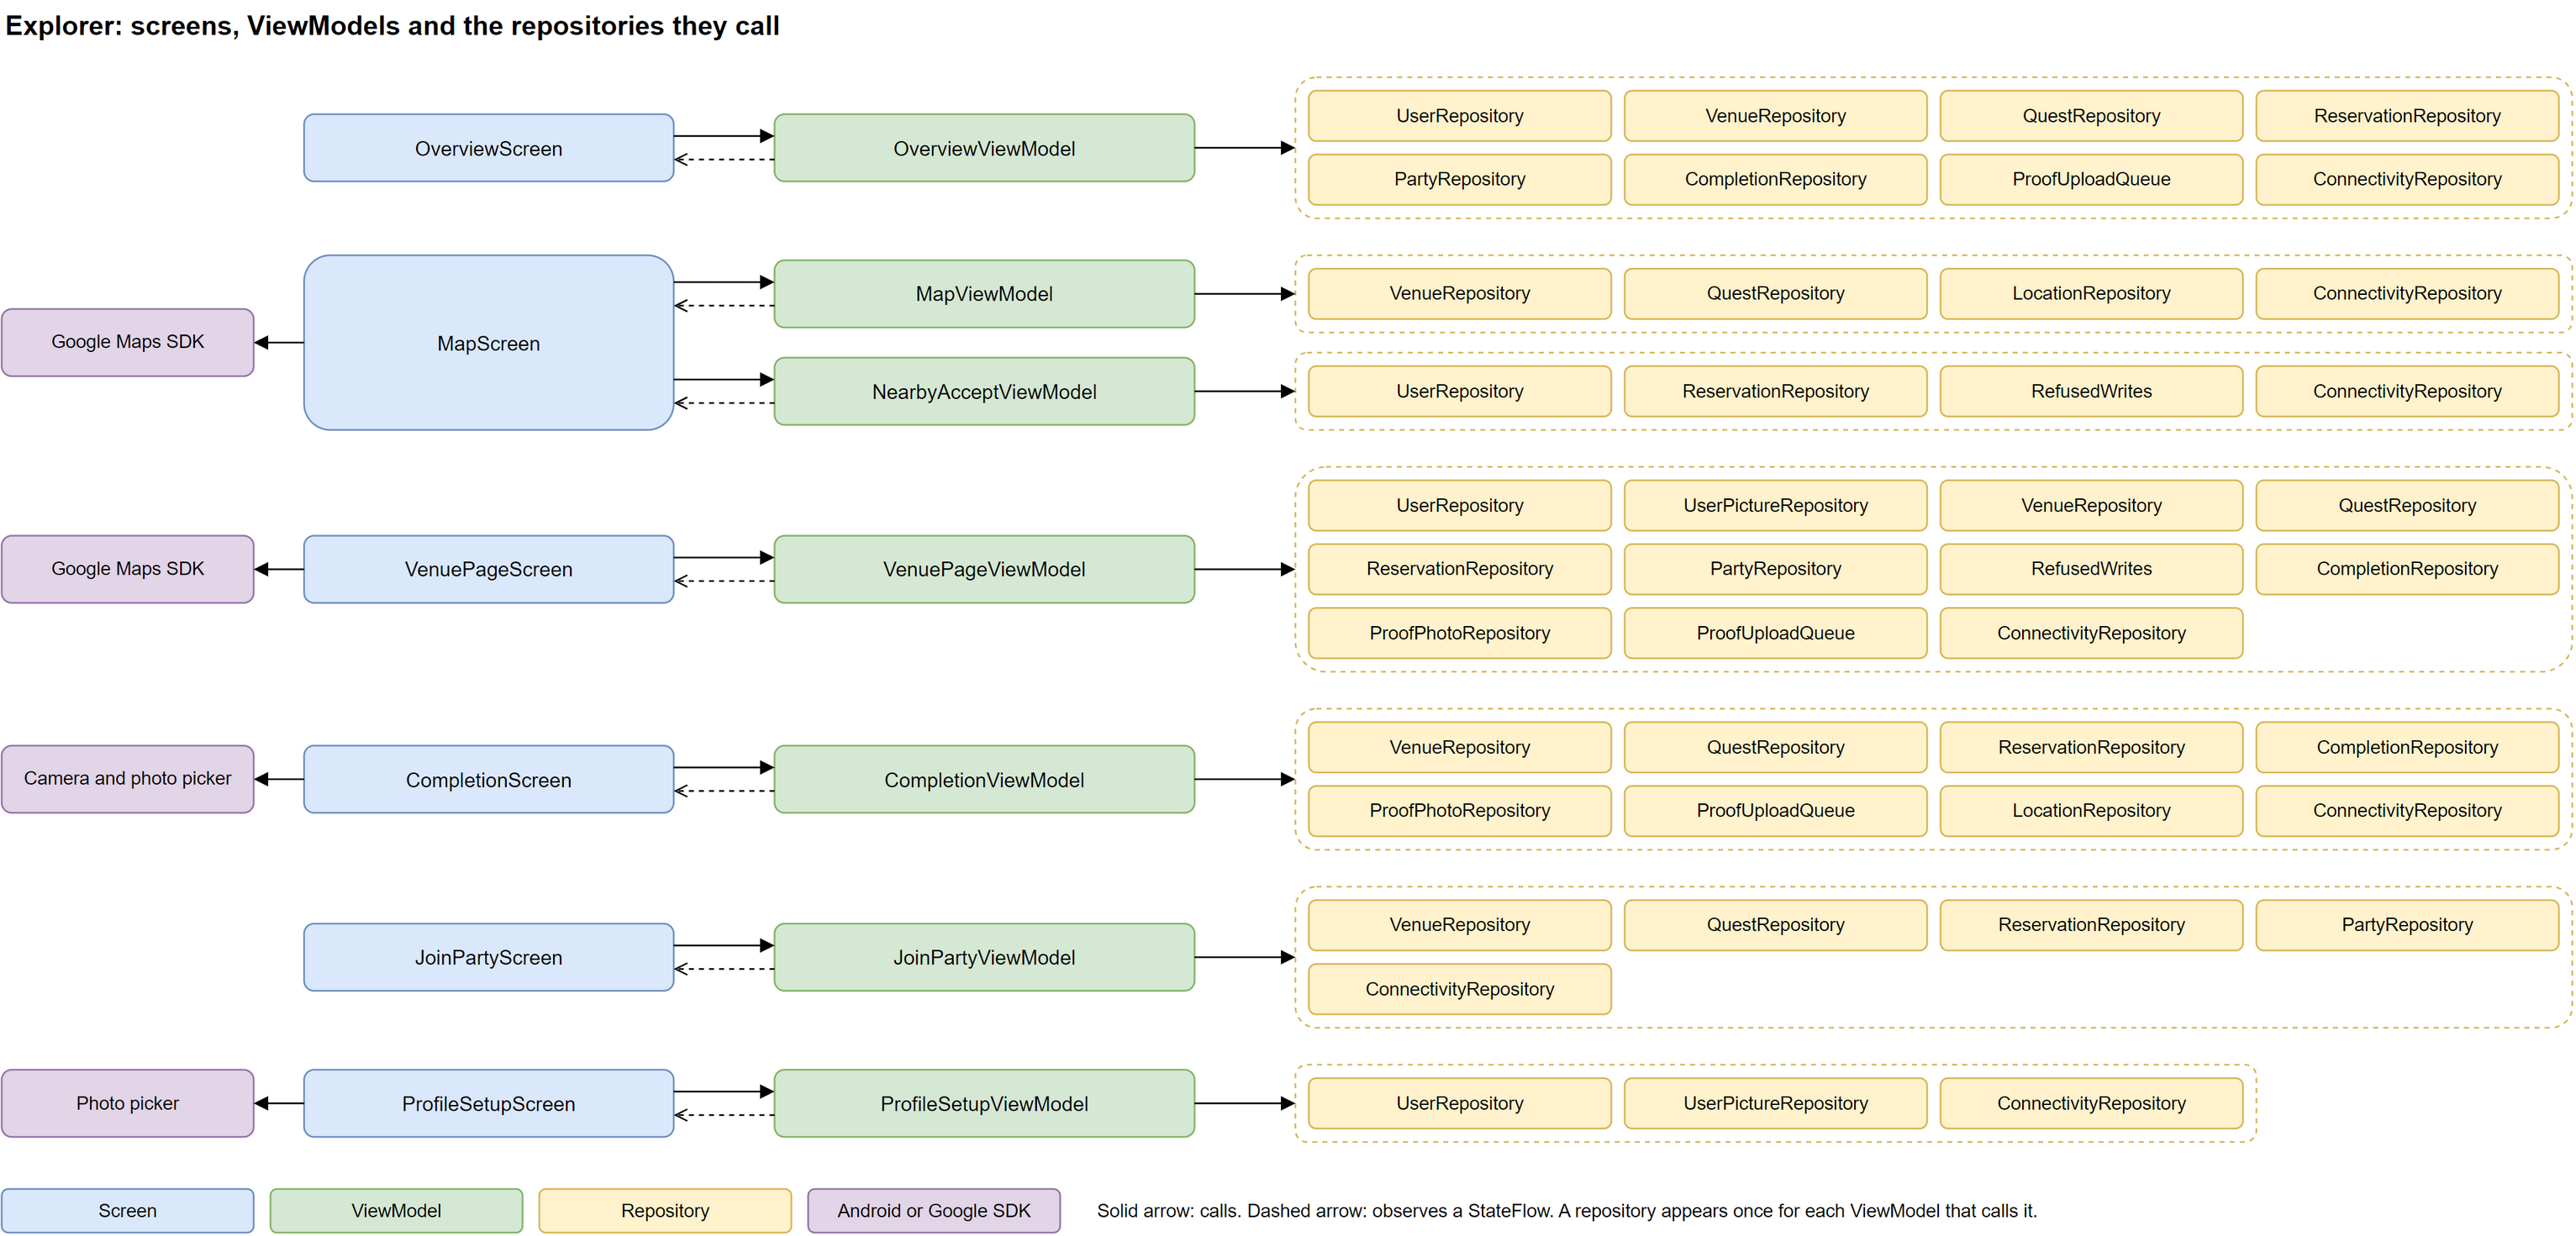 Explorer: screens, ViewModels and the repositories they call
OverviewScreen
OverviewViewModel
UserRepository
VenueRepository
QuestRepository
ReservationRepository
PartyRepository
CompletionRepository
ProofUploadQueue
ConnectivityRepository
Google Maps SDK
MapScreen
MapViewModel
VenueRepository
QuestRepository
LocationRepository
ConnectivityRepository
NearbyAcceptViewModel
UserRepository
ReservationRepository
RefusedWrites
ConnectivityRepository
Google Maps SDK
VenuePageScreen
VenuePageViewModel
UserRepository
UserPictureRepository
VenueRepository
QuestRepository
ReservationRepository
PartyRepository
RefusedWrites
CompletionRepository
ProofPhotoRepository
ProofUploadQueue
ConnectivityRepository
Camera and photo picker
CompletionScreen
CompletionViewModel
VenueRepository
QuestRepository
ReservationRepository
CompletionRepository
ProofPhotoRepository
ProofUploadQueue
LocationRepository
ConnectivityRepository
JoinPartyScreen
JoinPartyViewModel
VenueRepository
QuestRepository
ReservationRepository
PartyRepository
ConnectivityRepository
Photo picker
ProfileSetupScreen
ProfileSetupViewModel
UserRepository
UserPictureRepository
ConnectivityRepository
Screen
ViewModel
Repository
Android or Google SDK
Solid arrow: calls. Dashed arrow: observes a StateFlow. A repository appears once for each ViewModel that calls it.